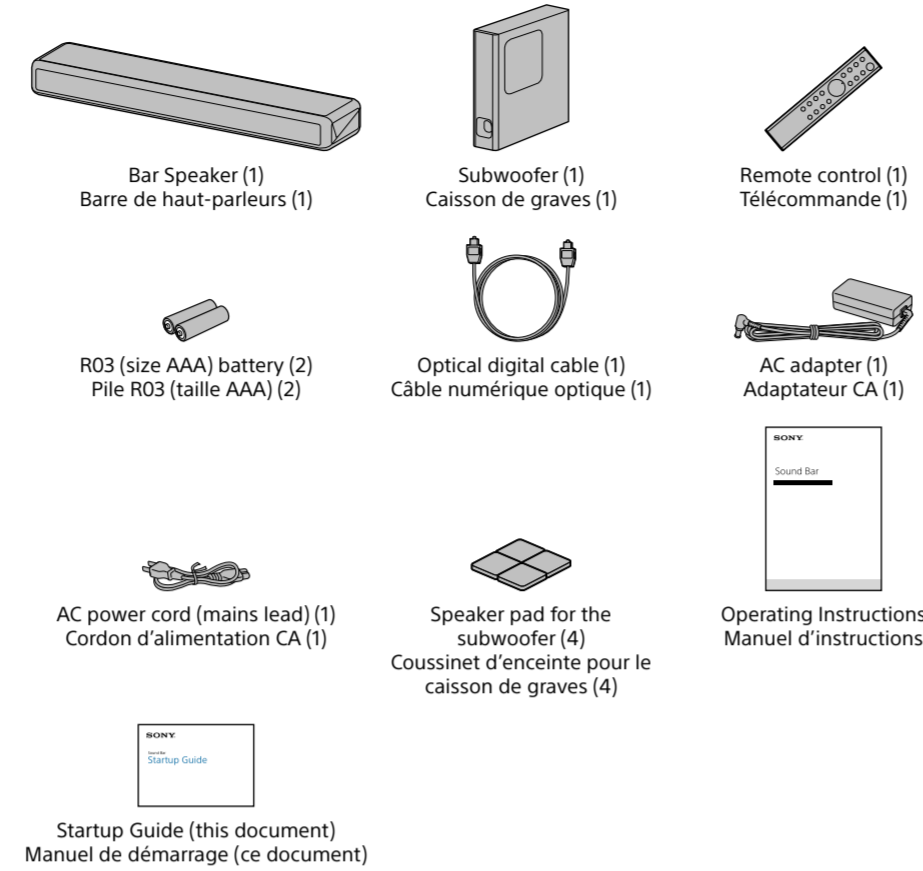 Bar Speaker (1)
Barre de haut-parleurs (1)
Subwoofer (1)
Caisson de graves (1)
Remote control (1)
Télécommande (1)
R03 (size AAA) battery (2)
Pile R03 (taille AAA) (2)
Optical digital cable (1)
Câble numérique optique (1)
AC adapter (1)
Adaptateur CA (1)
AC power cord (mains lead) (1)
Cordon d'alimentation CA (1)
Speaker pad for the
subwoofer (4)
Coussinet d'enceinte pour le
caisson de graves (4)
SONY
Sound Bar
Operating Instructions
Manuel d'instructions
SONY
Sound Bar
Startup Guide
Startup Guide (this document)
Manuel de démarrage (ce document)